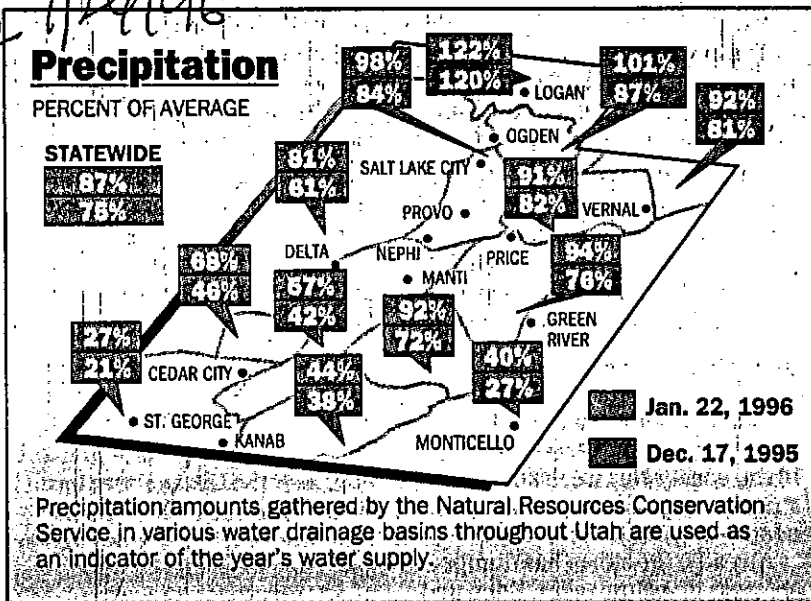 Precipitation
PERCENT OF AVERAGE
STATEWIDE
87%
75%
98%
84%
122%
120%
101%
87%
92%
81%
LOGAN
OGDEN
SALT LAKE CITY
81%
61%
91%
82%
PROVO
VERNAL
DELTA
NEPHI
PRICE
94%
76%
MANTI
69%
46%
57%
42%
92%
72%
GREEN
RIVER
27%
21%
CEDAR CITY
44%
38%
40%
27%
ST. GEORGE
KANAB
MONTICELLO
Jan. 22, 1996
Dec. 17, 1995
Precipitation amounts gathered by the Natural Resources Conservation
Service in various water drainage basins throughout Utah are used as
an indicator of the year's water supply.